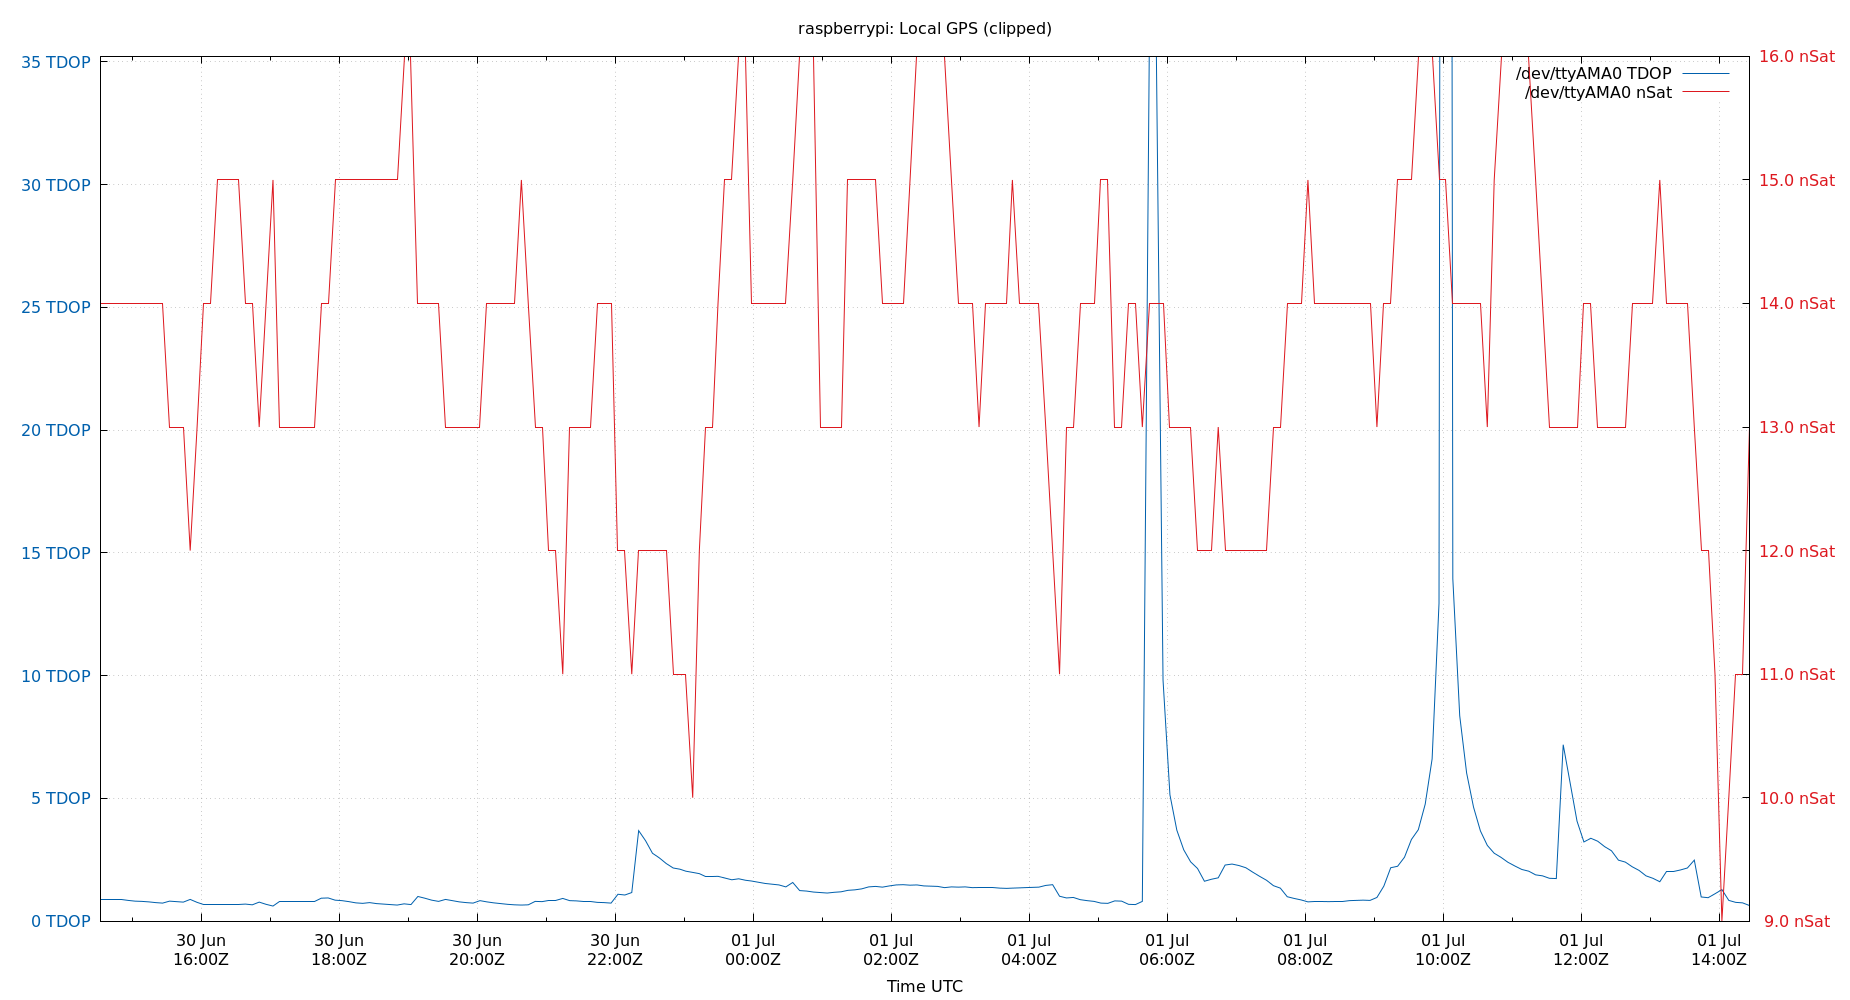 raspberrypi: Local GPS (clipped)
35 TDOP
30 TDOP
25 TDOP
20 TDOP
15 TDOP
10 TDOP
5 TDOP
0 TDOP
16.0 nSat
15.0 nSat
14.0 nSat
13.0 nSat
12.0 nSat
11.0 nSat
10.0 nSat
9.0 nSat
/dev/ttyAMA0 TDOP
/dev/ttyAMA0 nSat
30 Jun
16:00Z
30 Jun
18:00Z
30 Jun
20:00Z
30 Jun
22:00Z
01 Jul
00:00Z
01 Jul
02:00Z
01 Jul
04:00Z
01 Jul
06:00Z
01 Jul
08:00Z
01 Jul
10:00Z
01 Jul
12:00Z
01 Jul
14:00Z
Time UTC